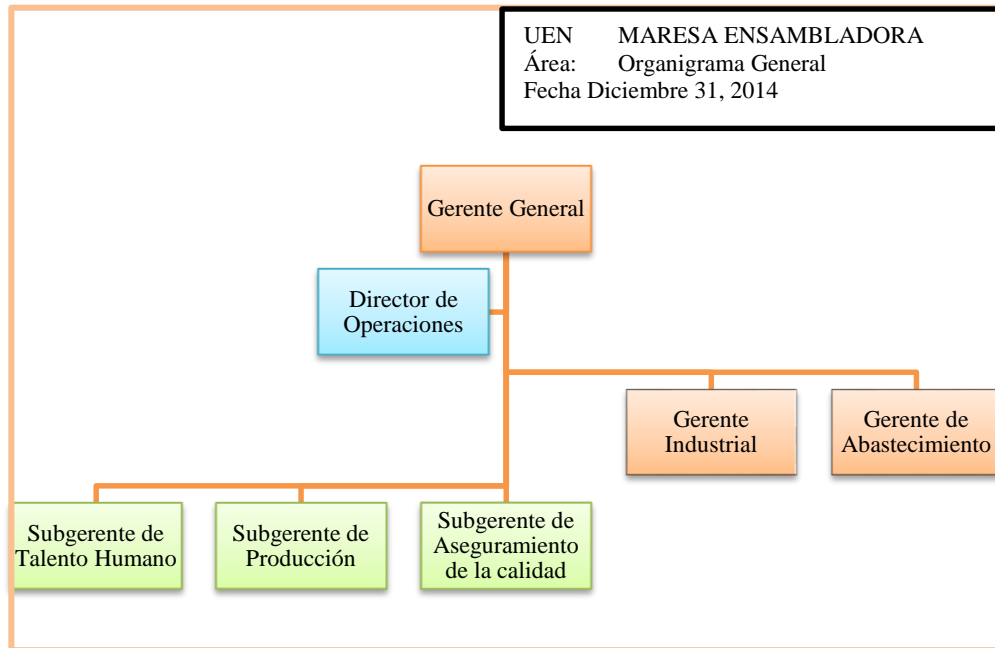 UEN MARESA ENSAMBLADORA
Área: Organigrama General
Fecha Diciembre 31, 2014
Gerente General
Director de
Operaciones
Gerente
Industrial
Gerente de
Abastecimiento
Subgerente de
Talento Humano
Subgerente de
Producción
Subgerente de
Aseguramiento
de la calidad